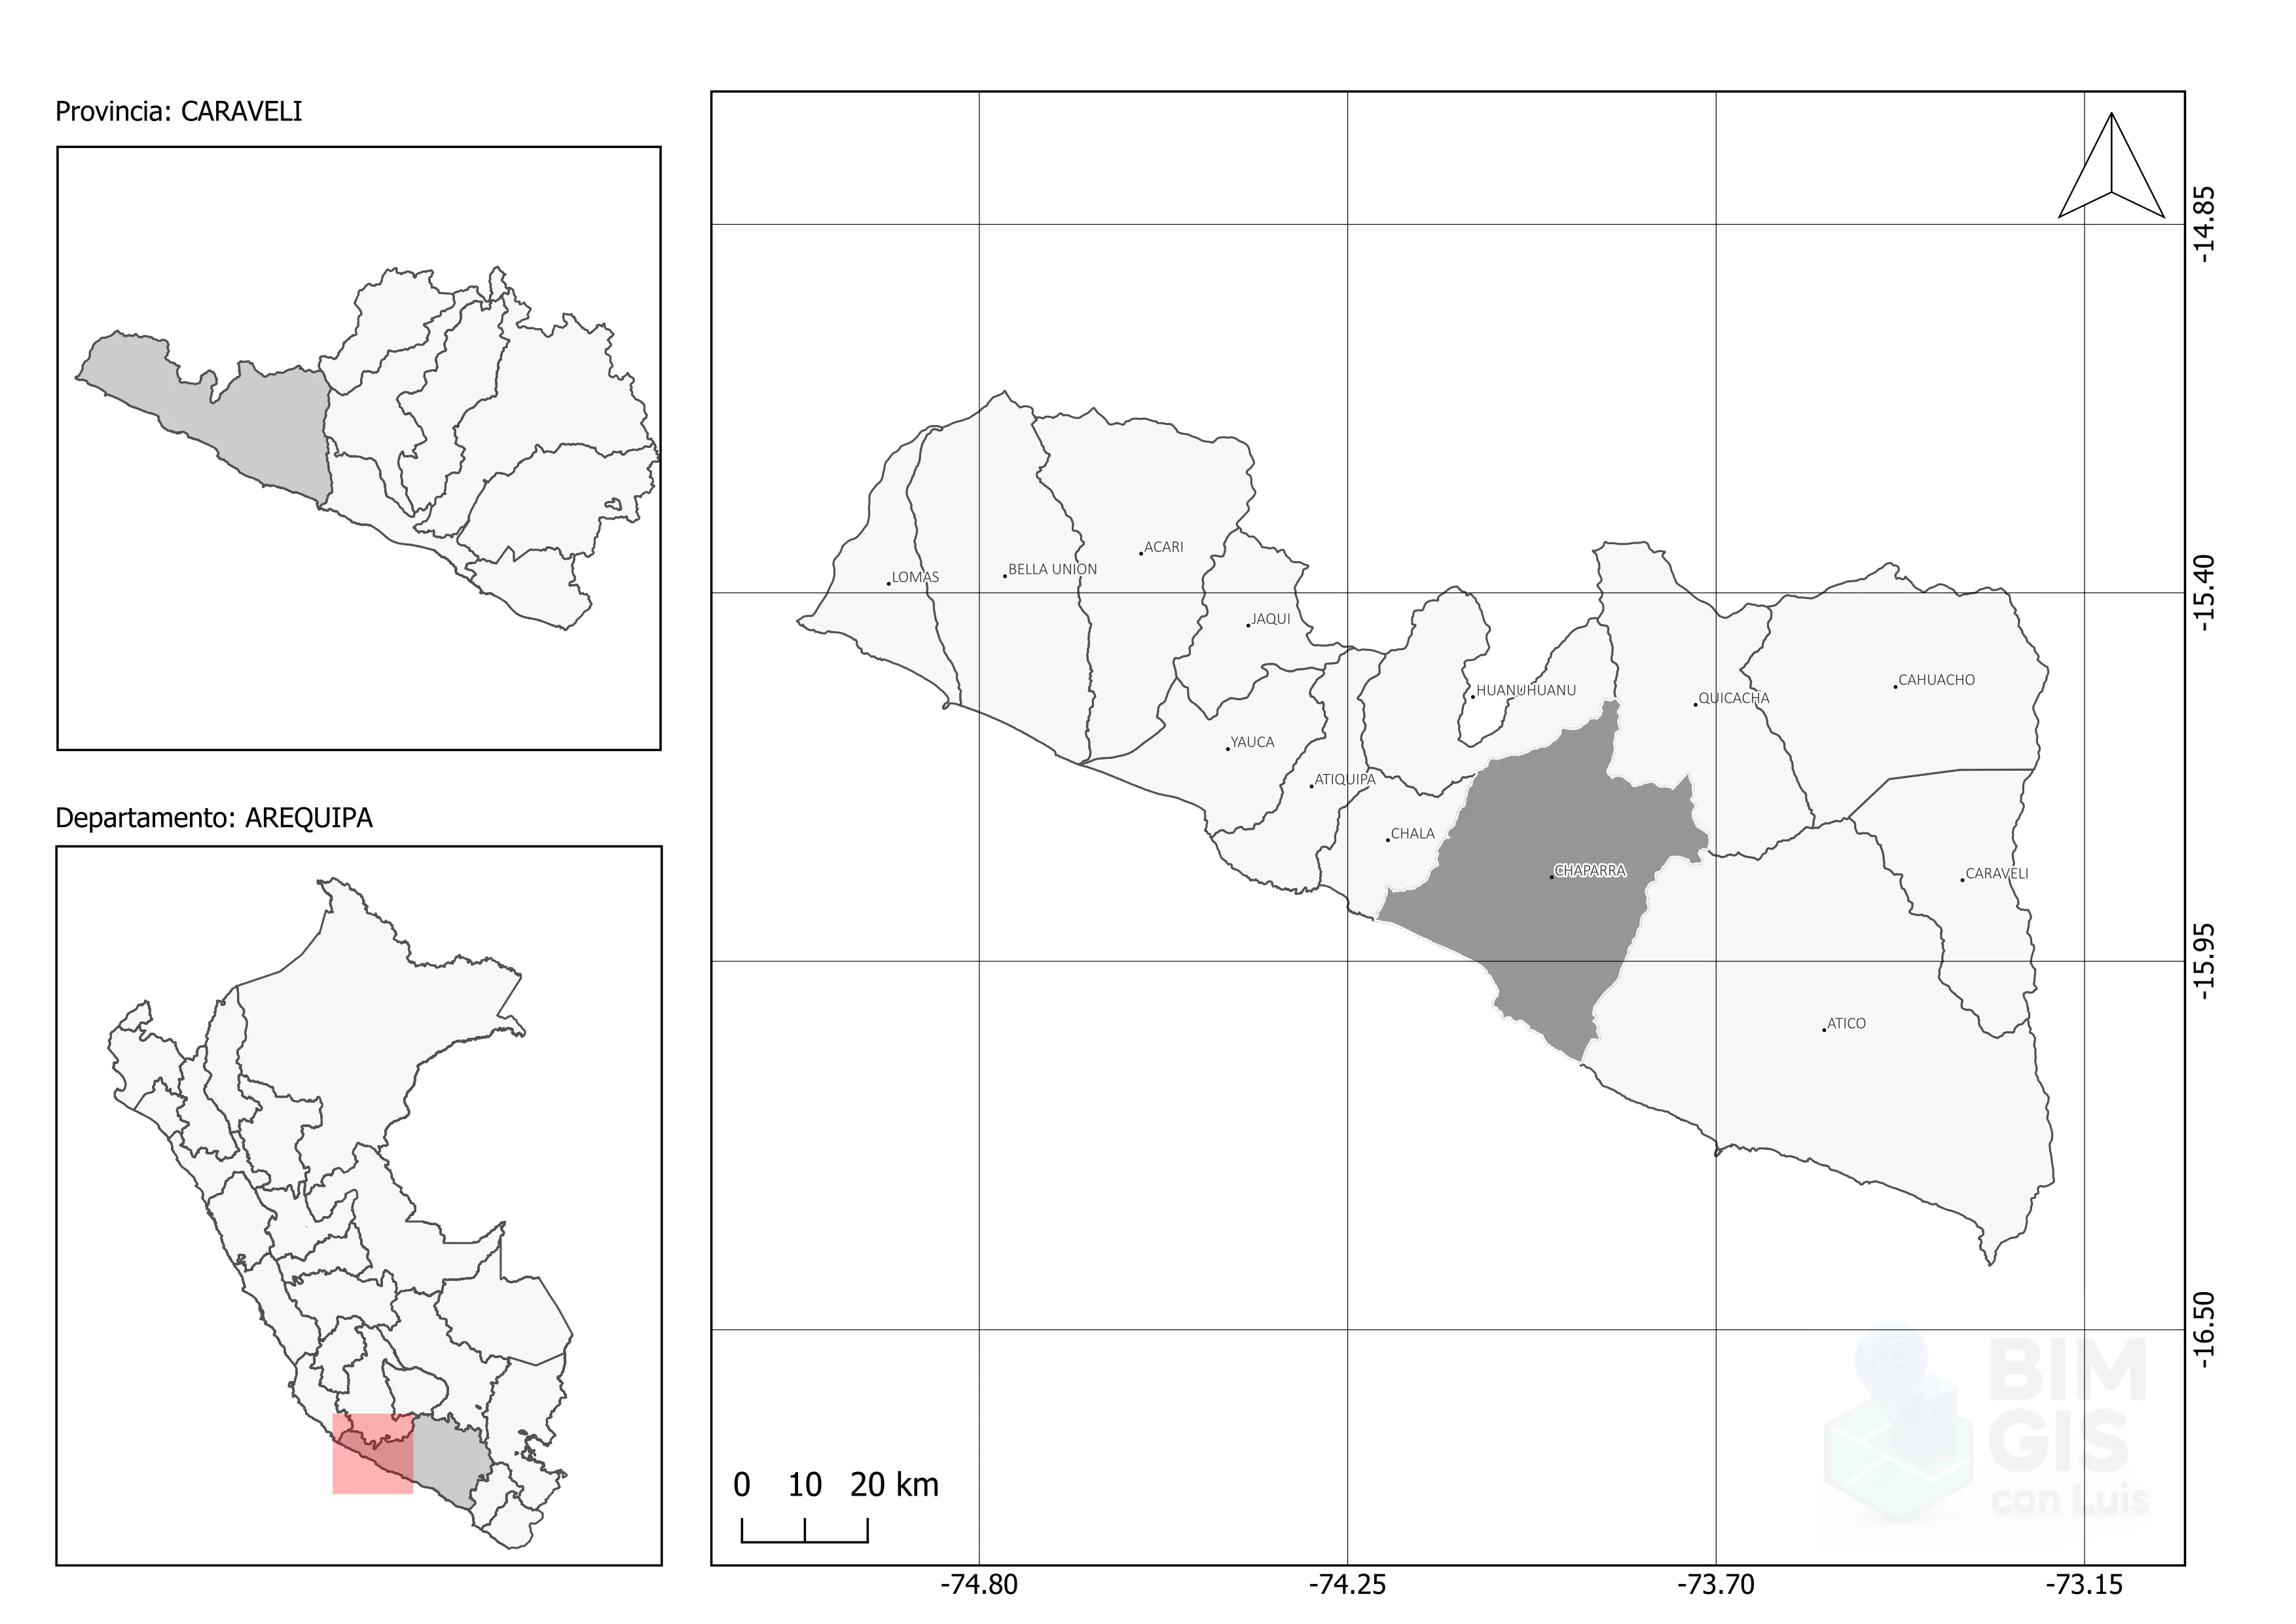 Provincia: CARAVELI
Departamento: AREQUIPA
ACARI
BELLA UNION
LOMAS
JAQUI
HUANUHUANU
QUICACHA
CAHUACHO
YAUCA
ATIQUIPA
CHALA
CHAPARRA
CARAVELI
ATICO
-14.85
-15.40
-15.95
-16.50
BIM
GIS
con Luis
0 10 20 km
-74.80 -74.25 -73.70 -73.15